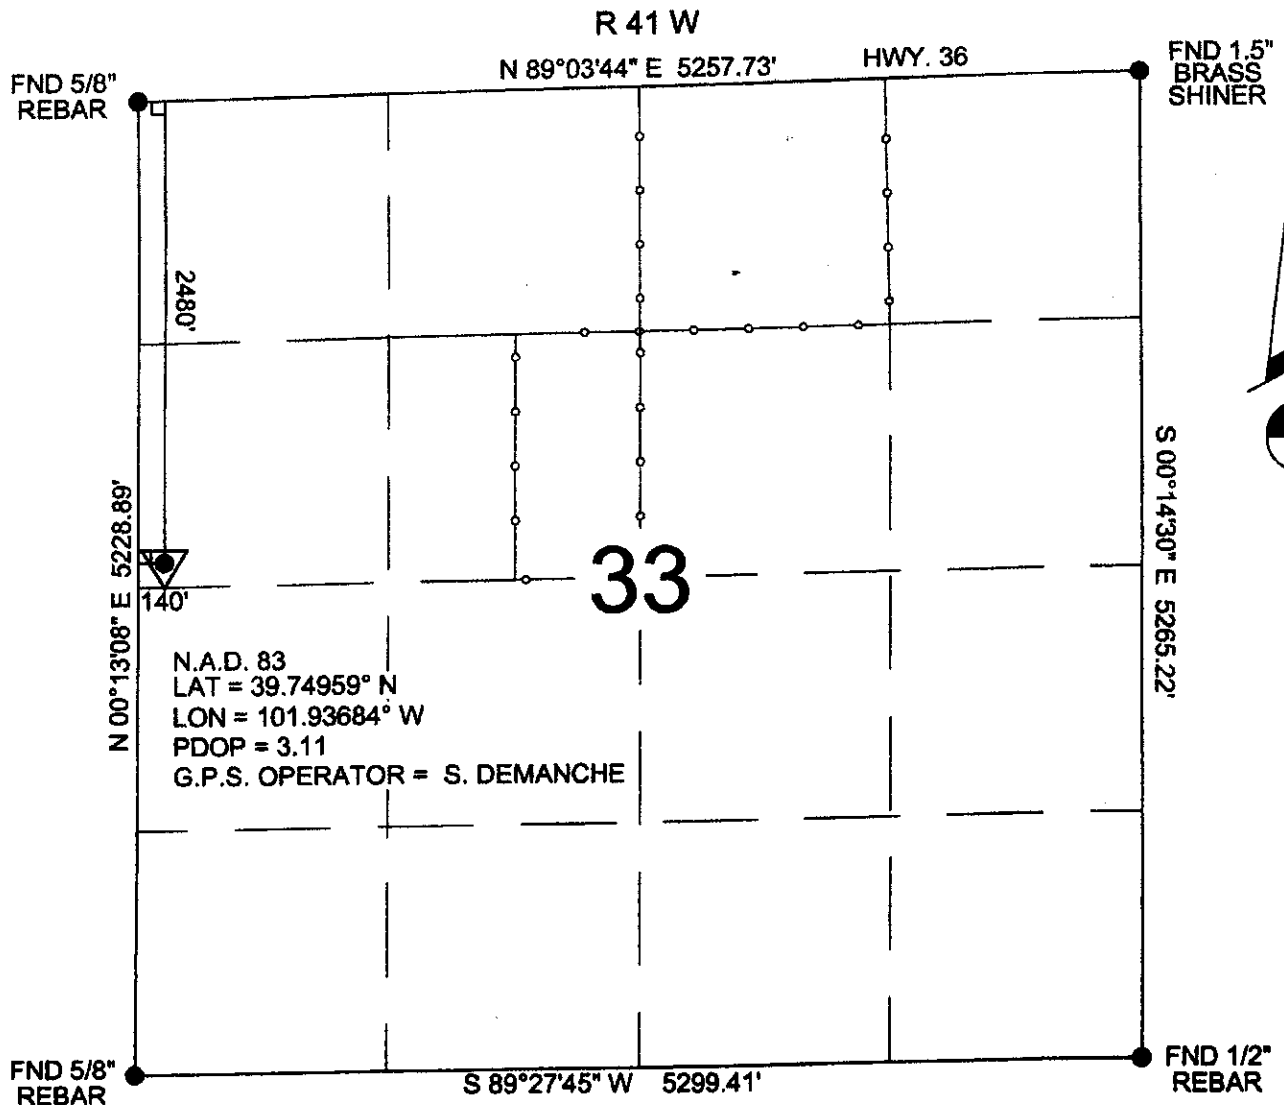 R 41 W
N 89°03'44" E 5257.73'
HWY. 36
FND 5/8"
REBAR
FND 1.5"
BRASS
SHINER
2480'
N 00°13'08" E 5228.89'
S 00°14'30" E 5265.22'
33
140'
N.A.D. 83
LAT = 39.74959° N
LON = 101.93684° W
PDOP = 3.11
G.P.S. OPERATOR = S. DEMANCHE
FND 5/8"
REBAR
S 89°27'45" W 5299.41'
FND 1/2"
REBAR